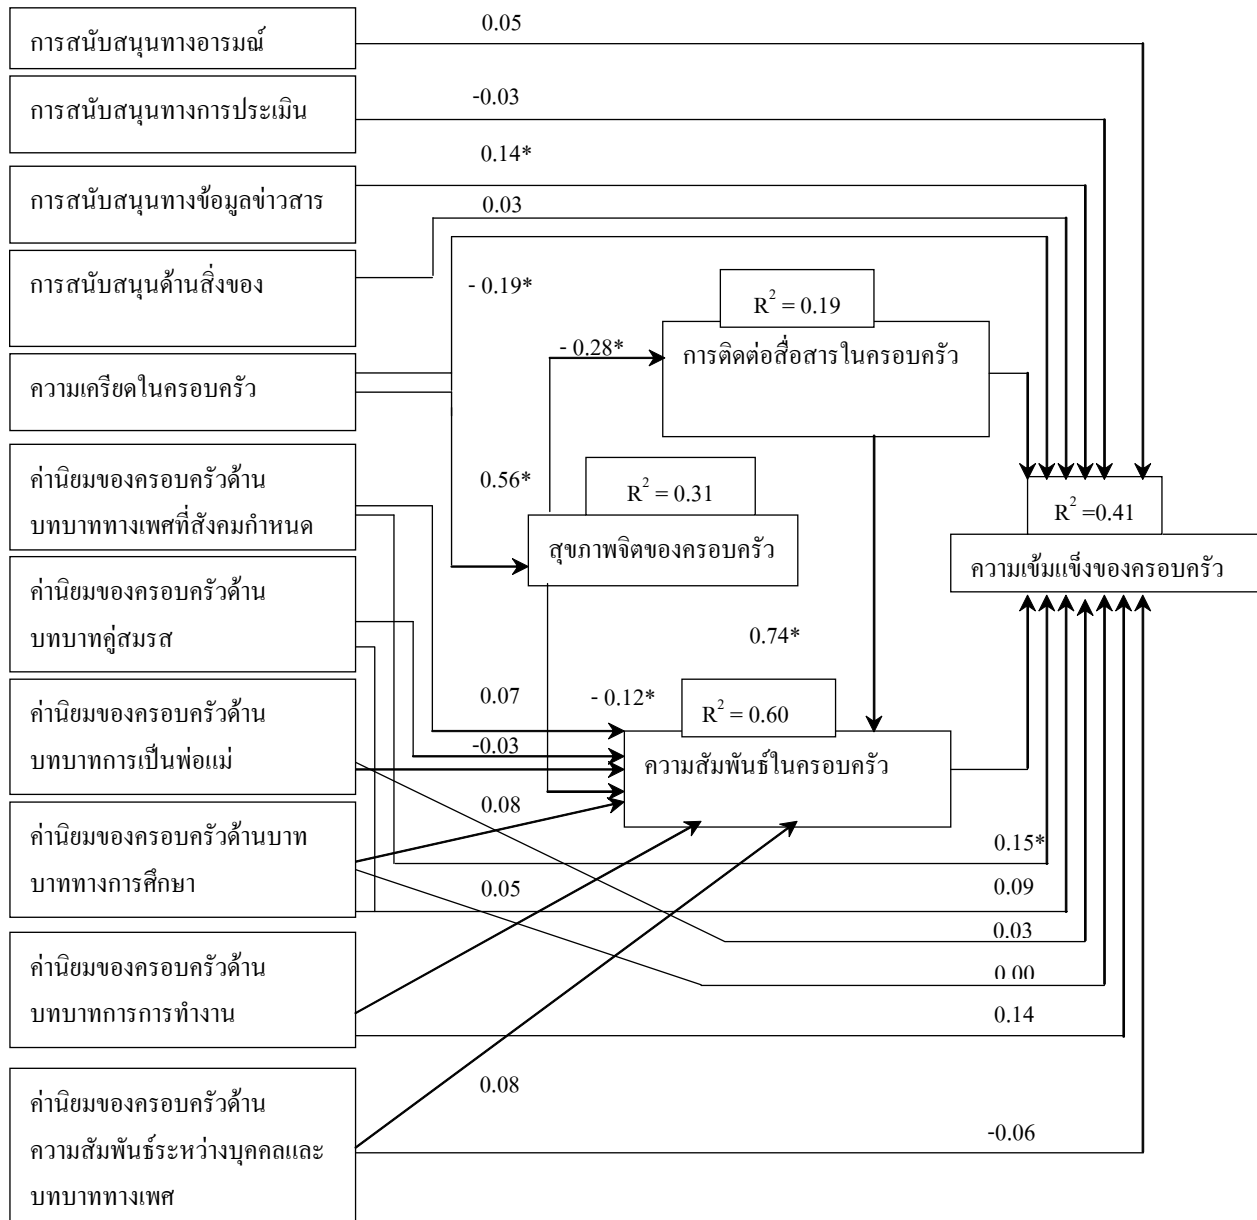 การสนับสนุนทางอารมณ์
0.05
การสนับสนุนทางการประเมิน
-0.03
การสนับสนุนทางข้อมูลข่าวสาร
0.14*
0.03
การสนับสนุนด้านสิ่งของ
- 0.19*
R2 = 0.19
การติดต่อสื่อสารในครอบครัว
- 0.28*
ความเครียดในครอบครัว
0.56*
R2 = 0.31
สุขภาพจิตของครอบครัว
R2 =0.41
ความเข้มแข็งของครอบครัว
ค่านิยมของครอบครัวด้าน
บทบาททางเพศที่สังคมกำหนด
ค่านิยมของครอบครัวด้าน
บทบาทคู่สมรส
0.74*
ค่านิยมของครอบครัวด้าน
บทบาทการเป็นพ่อแม่
0.07
- 0.12*
R2 = 0.60
-0.03
ความสัมพันธ์ในครอบครัว
ค่านิยมของครอบครัวด้านบาท
บาททางการศึกษา
0.08
0.15*
0.05
0.09
0.03
ค่านิยมของครอบครัวด้าน
บทบาทการการทำงาน
0.00
0.14
ค่านิยมของครอบครัวด้าน
ความสัมพันธ์ระหว่างบุคคลและ
บทบาททางเพศ
0.08
-0.06